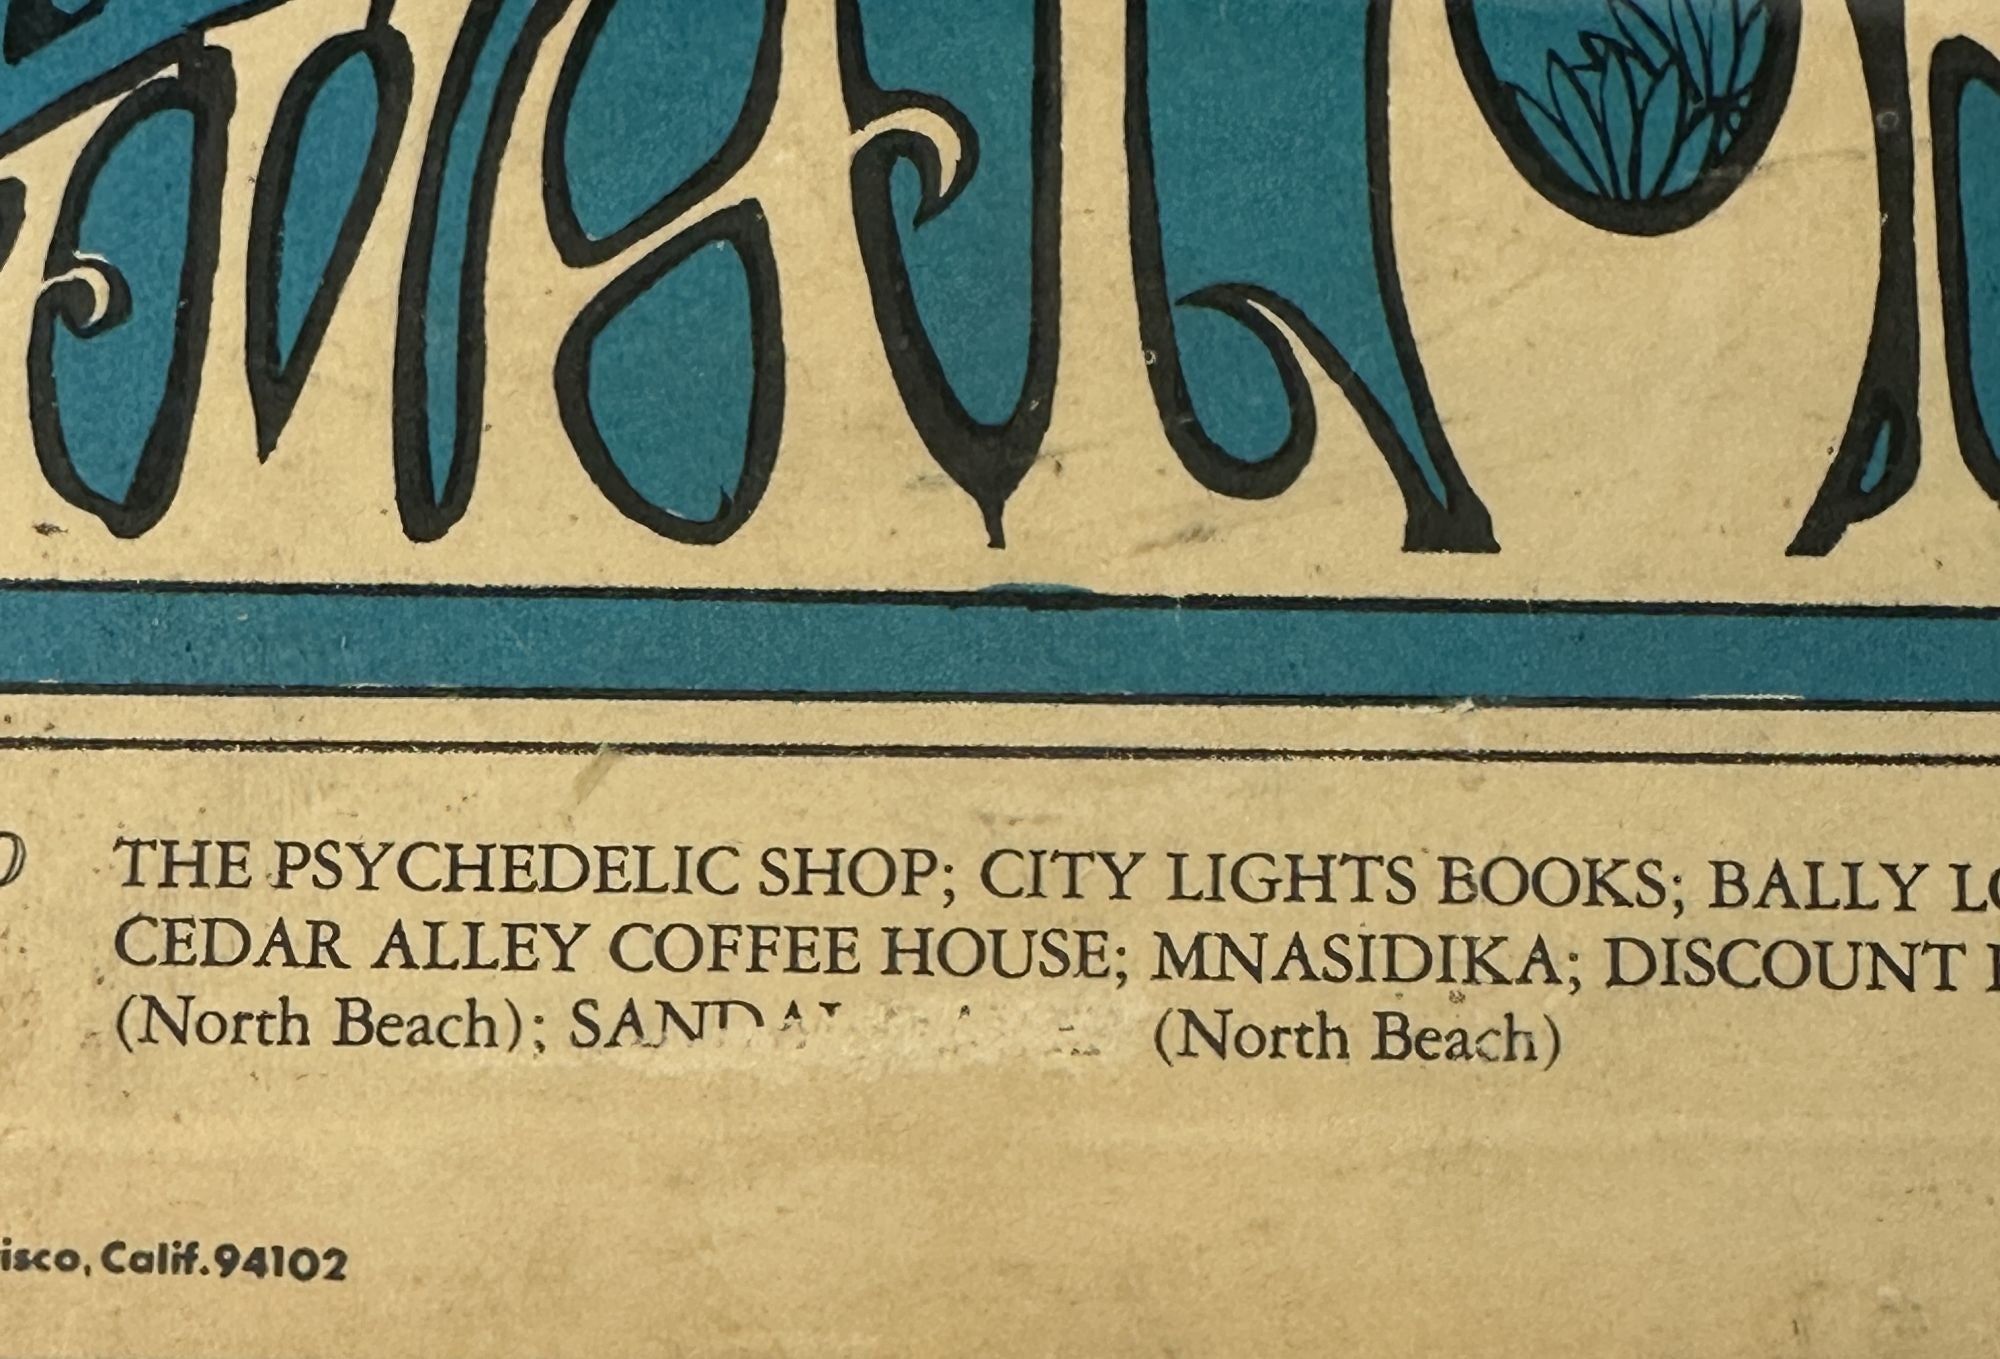 THE PSYCHEDELIC SHOP; CITY LIGHTS BOOKS; BALLY
CEDAR ALLEY COFFEE HOUSE; MNASIDIKA; DISCOUNT
(North Beach); (North Beach)
Calif. 94102